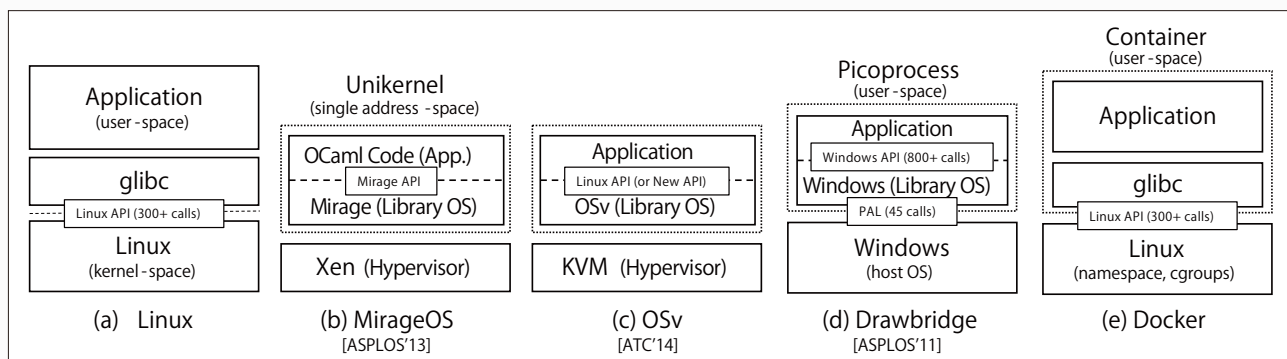 Application
(user-space)
glibc
Linux API (300+ calls)
Linux
(kernel-space)
(a) Linux
Unikernel
(single address-space)
OCaml Code (App.)
Mirage API
Mirage (Library OS)
Xen (Hypervisor)
(b) MirageOS
[ASPLOS'13]
Application
Linux API (or New API)
OSv (Library OS)
KVM (Hypervisor)
(c) OSv
[ATC'14]
Picoprocess
(user-space)
Application
Windows API (800+ calls)
Windows (Library OS)
PAL (45 calls)
Windows
(host OS)
(d) Drawbridge
[ASPLOS'11]
Container
(user-space)
Application
glibc
Linux API (300+ calls)
Linux
(namespace, cgroups)
(e) Docker